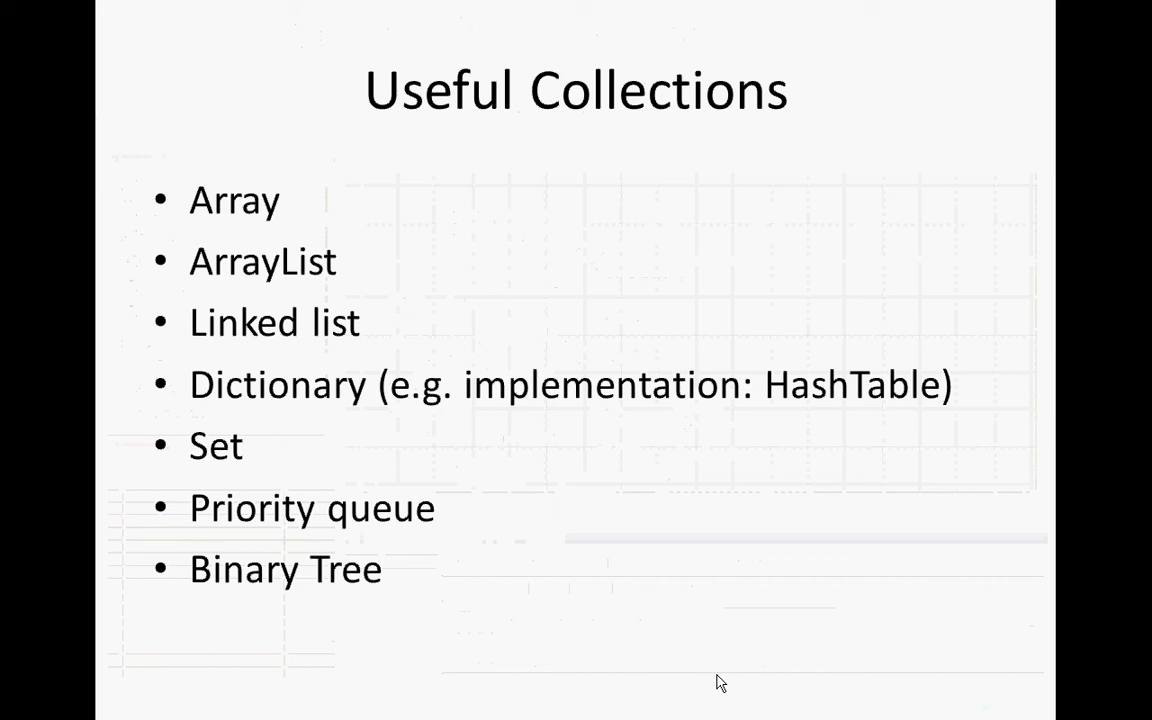 Useful Collections
• Array
• ArrayList
• Linked list
• Dictionary (e.g. implementation: HashTable)
• Set
• Priority queue
• Binary Tree